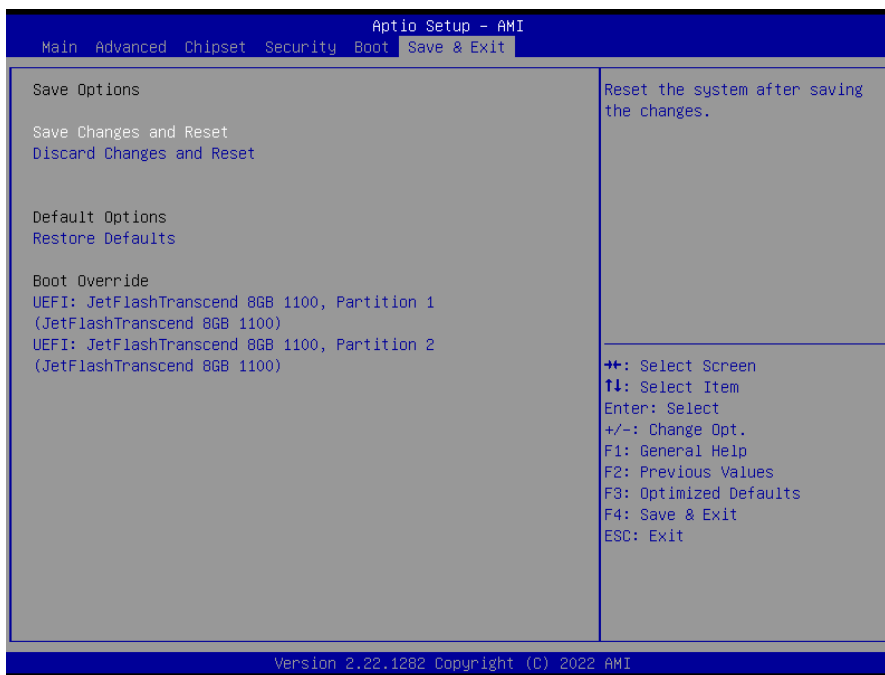 Aptio Setup – AMI
Main Advanced Chipset Security Boot Save & Exit
Save Options
Save Changes and Reset
Discard Changes and Reset
Default Options
Restore Defaults
Boot Override
UEFI: JetFlashTranscend 8GB 1100, Partition 1
(JetFlashTranscend 8GB 1100)
UEFI: JetFlashTranscend 8GB 1100, Partition 2
(JetFlashTranscend 8GB 1100)
Reset the system after saving
the changes.
→←: Select Screen
↑↓: Select Item
Enter: Select
+/-: Change Opt.
F1: General Help
F2: Previous Values
F3: Optimized Defaults
F4: Save & Exit
ESC: Exit
Version 2.22.1282 Copyright (C) 2022 AMI